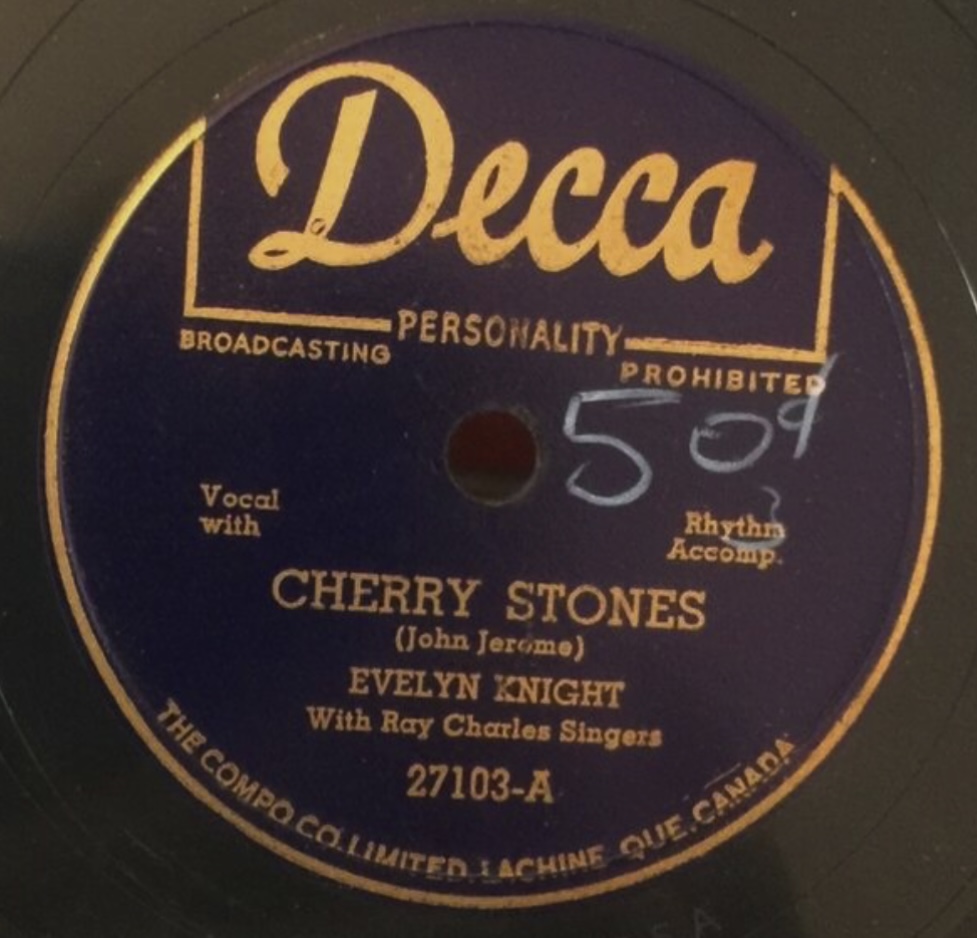 Decca
PERSONALITY
BROADCASTING
PROHIBITED
50¢
Vocal
with
Rhythm
Accomp.
CHERRY STONES
(John Jerome)
EVELYN KNIGHT
With Ray Charles Singers
27103-A
THE COMPO CO. LIMITED. LACHINE QUE. CANADA